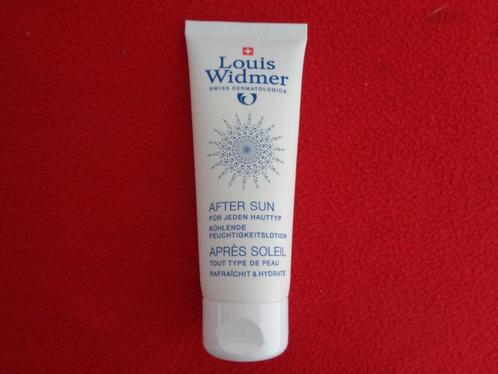 Louis
Widmer
SWISS DERMATOLOGICA
AFTER SUN
FÜR JEDEN HAUTTYP
KÜHLENDE
FEUCHTIGKEITSLOTION
APRÈS SOLEIL
TOUT TYPE DE PEAU
RAFRAÎCHIT & HYDRATE